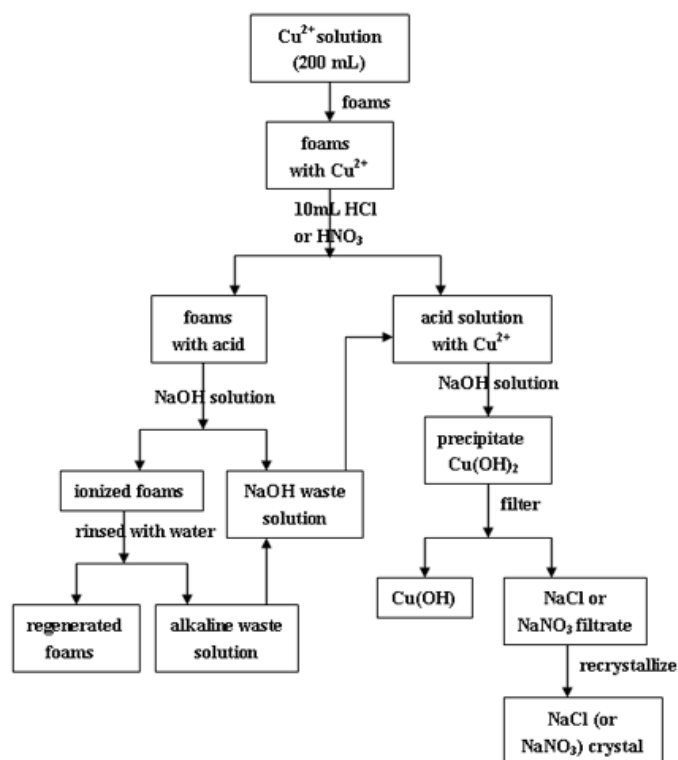 Cu²⁺ solution
(200 mL)
foams
foams
with Cu²⁺
10mL HCl
or HNO₃
foams
with acid
acid solution
with Cu²⁺
NaOH solution
NaOH solution
precipitate
Cu(OH)₂
ionized foams
NaOH waste
solution
filter
rinsed with water
Cu(OH)
NaCl or
NaNO₃ filtrate
regenerated
foams
alkaline waste
solution
recrystallize
NaCl (or
NaNO₃) crystal